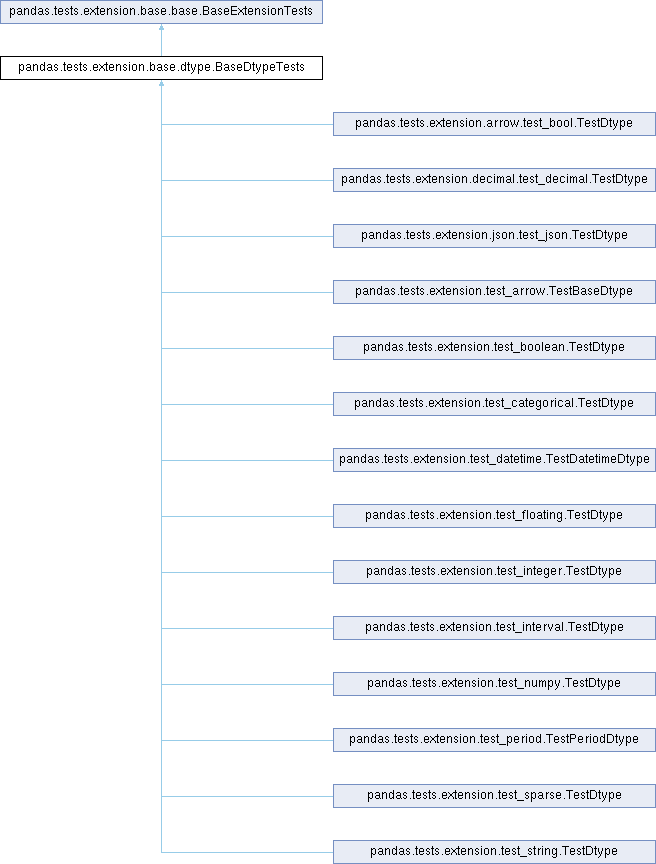 pandas.tests.extension.base.base.BaseExtensionTests
pandas.tests.extension.base.dtype.BaseDtypeTests
pandas.tests.extension.arrow.test_bool.TestDtype
pandas.tests.extension.decimal.test_decimal.TestDtype
pandas.tests.extension.json.test_json.TestDtype
pandas.tests.extension.test_arrow.TestBaseDtype
pandas.tests.extension.test_boolean.TestDtype
pandas.tests.extension.test_categorical.TestDtype
pandas.tests.extension.test_datetime.TestDatetimeDtype
pandas.tests.extension.test_floating.TestDtype
pandas.tests.extension.test_integer.TestDtype
pandas.tests.extension.test_interval.TestDtype
pandas.tests.extension.test_numpy.TestDtype
pandas.tests.extension.test_period.TestPeriodDtype
pandas.tests.extension.test_sparse.TestDtype
pandas.tests.extension.test_string.TestDtype